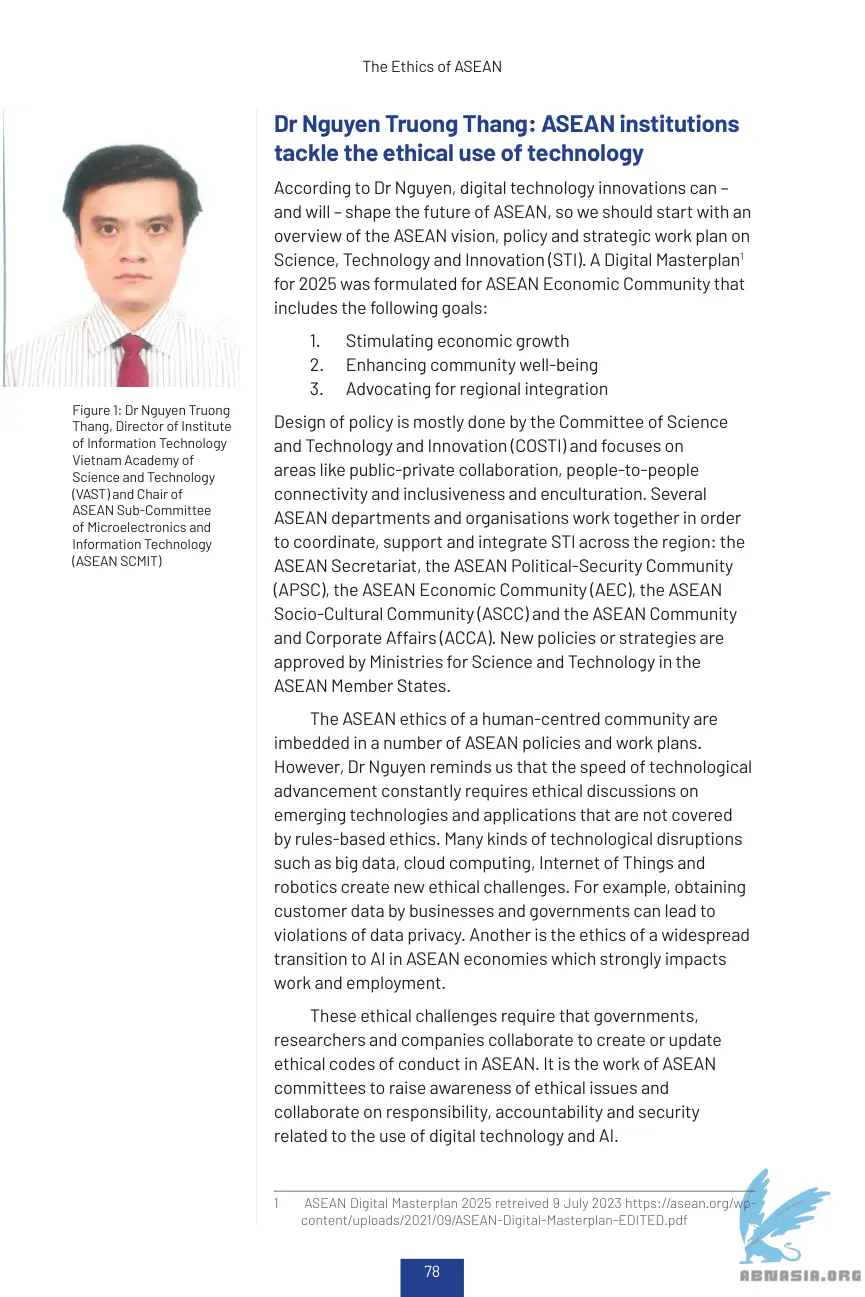 The Ethics of ASEAN
Dr Nguyen Truong Thang: ASEAN institutions
tackle the ethical use of technology
According to Dr Nguyen, digital technology innovations can –
and will – shape the future of ASEAN, so we should start with an
overview of the ASEAN vision, policy and strategic work plan on
Science, Technology and Innovation (STI). A Digital Masterplan1
for 2025 was formulated for ASEAN Economic Community that
includes the following goals:
1. Stimulating economic growth
2. Enhancing community well-being
3. Advocating for regional integration
Figure 1: Dr Nguyen Truong
Thang, Director of Institute
of Information Technology
Vietnam Academy of
Science and Technology
(VAST) and Chair of
ASEAN Sub-Committee
of Microelectronics and
Information Technology
(ASEAN SCMIT)
Design of policy is mostly done by the Committee of Science
and Technology and Innovation (COSTI) and focuses on
areas like public-private collaboration, people-to-people
connectivity and inclusiveness and enculturation. Several
ASEAN departments and organisations work together in order
to coordinate, support and integrate STI across the region: the
ASEAN Secretariat, the ASEAN Political-Security Community
(APSC), the ASEAN Economic Community (AEC), the ASEAN
Socio-Cultural Community (ASCC) and the ASEAN Community
and Corporate Affairs (ACCA). New policies or strategies are
approved by Ministries for Science and Technology in the
ASEAN Member States.
The ASEAN ethics of a human-centred community are
imbedded in a number of ASEAN policies and work plans.
However, Dr Nguyen reminds us that the speed of technological
advancement constantly requires ethical discussions on
emerging technologies and applications that are not covered
by rules-based ethics. Many kinds of technological disruptions
such as big data, cloud computing, Internet of Things and
robotics create new ethical challenges. For example, obtaining
customer data by businesses and governments can lead to
violations of data privacy. Another is the ethics of a widespread
transition to AI in ASEAN economies which strongly impacts
work and employment.
These ethical challenges require that governments,
researchers and companies collaborate to create or update
ethical codes of conduct in ASEAN. It is the work of ASEAN
committees to raise awareness of ethical issues and
collaborate on responsibility, accountability and security
related to the use of digital technology and AI.
1 ASEAN Digital Masterplan 2025 retreived 9 July 2023 https://asean.org/wp-
content/uploads/2021/09/ASEAN-Digital-Masterplan-EDITED.pdf
78
ABNASIA.ORG